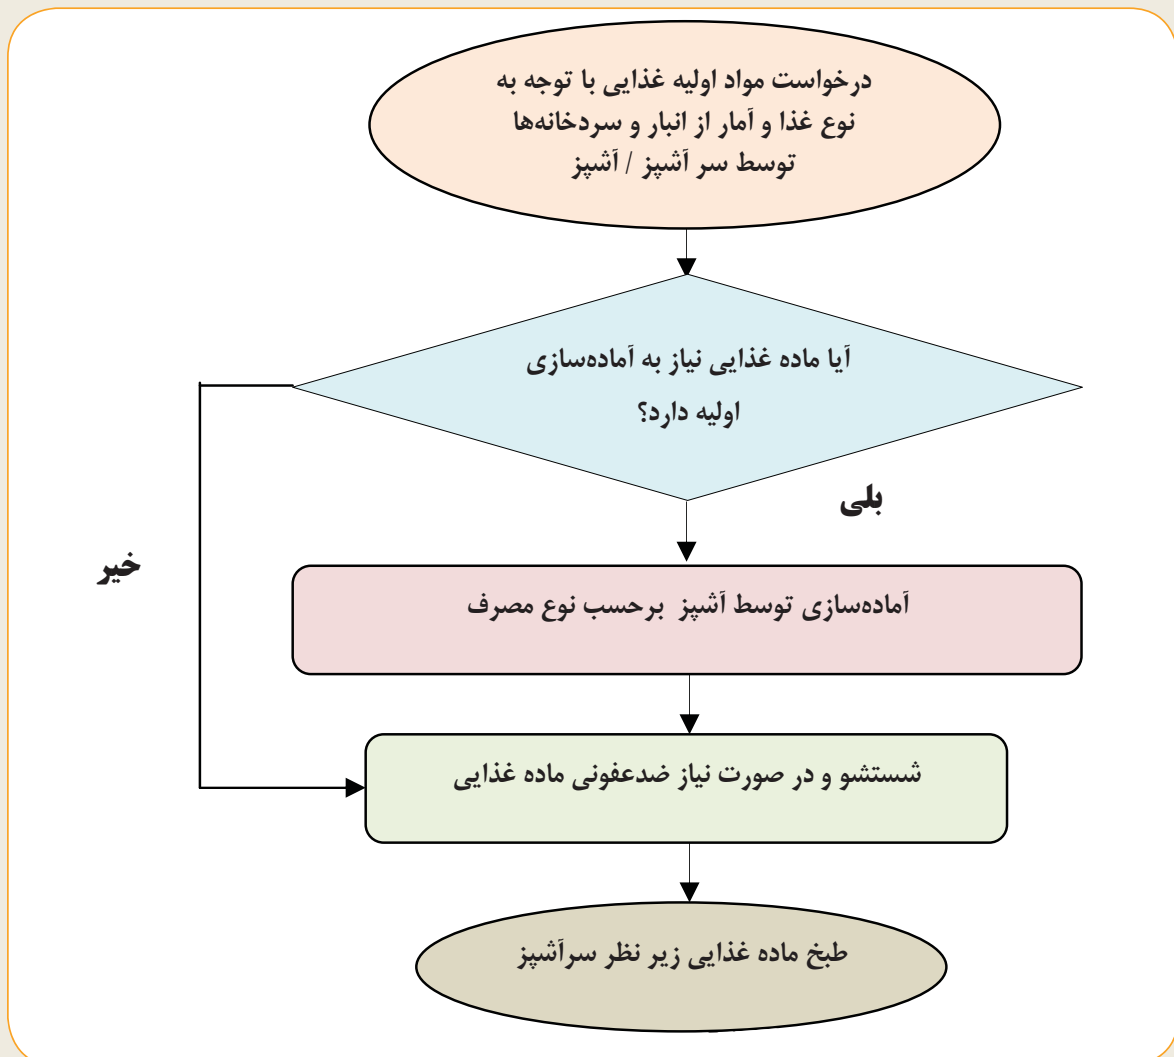 درخواست مواد اولیه غذایی با توجه به
نوع غذا و آمار از انبار و سردخانه‌ها
توسط سر آشپز / آشپز
آیا ماده غذایی نیاز به آماده‌سازی
اولیه دارد؟
بلی
خیر
آماده‌سازی توسط آشپز برحسب نوع مصرف
شستشو و در صورت نیاز ضدعفونی ماده غذایی
طبخ ماده غذایی زیر نظر سرآشپز